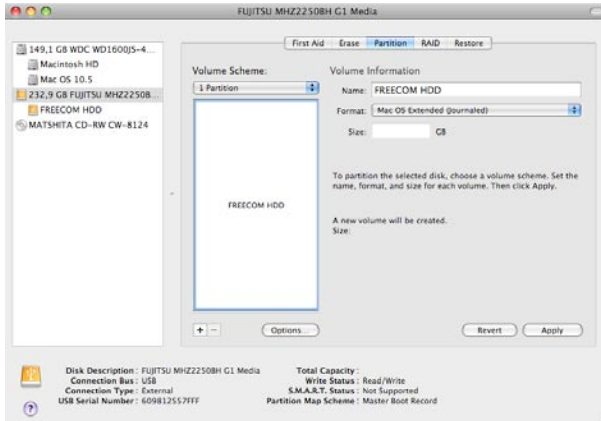 FUJITSU MHZ2250BH G1 Media
149,1 GB WDC WD1600JS-4...
Macintosh HD
Mac OS 10.5
232,9 GB FUJITSU MHZ2250B...
FREECOM HDD
MATSHITA CD-RW CW-8124
First Aid Erase Partition RAID Restore
Volume Scheme:
1 Partition
FREECOM HDD
+ − Options...
Volume Information
Name: FREECOM HDD
Format: Mac OS Extended (Journaled)
Size: GB
To partition the selected disk, choose a volume scheme. Set the
name, format, and size for each volume. Then click Apply.
A new volume will be created.
Size:
Revert Apply
Disk Description : FUJITSU MHZ2250BH G1 Media
Connection Bus : USB
Connection Type : External
USB Serial Number : 609812557FFF
Total Capacity :
Write Status : Read/Write
S.M.A.R.T. Status : Not Supported
Partition Map Scheme : Master Boot Record
?